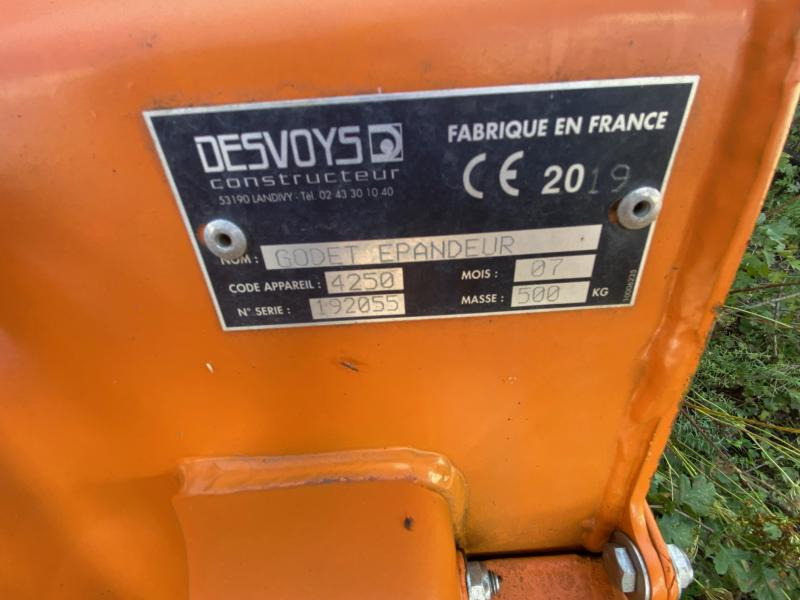 DESVOYS
constructeur
53190 LANDIVY - Tél. 02 43 30 10 40
FABRIQUE EN FRANCE
CE 2019
NOM : GODET EPANDEUR
CODE APPAREIL : 4250
MOIS : 07
N° SERIE : 192055
MASSE : 500 KG